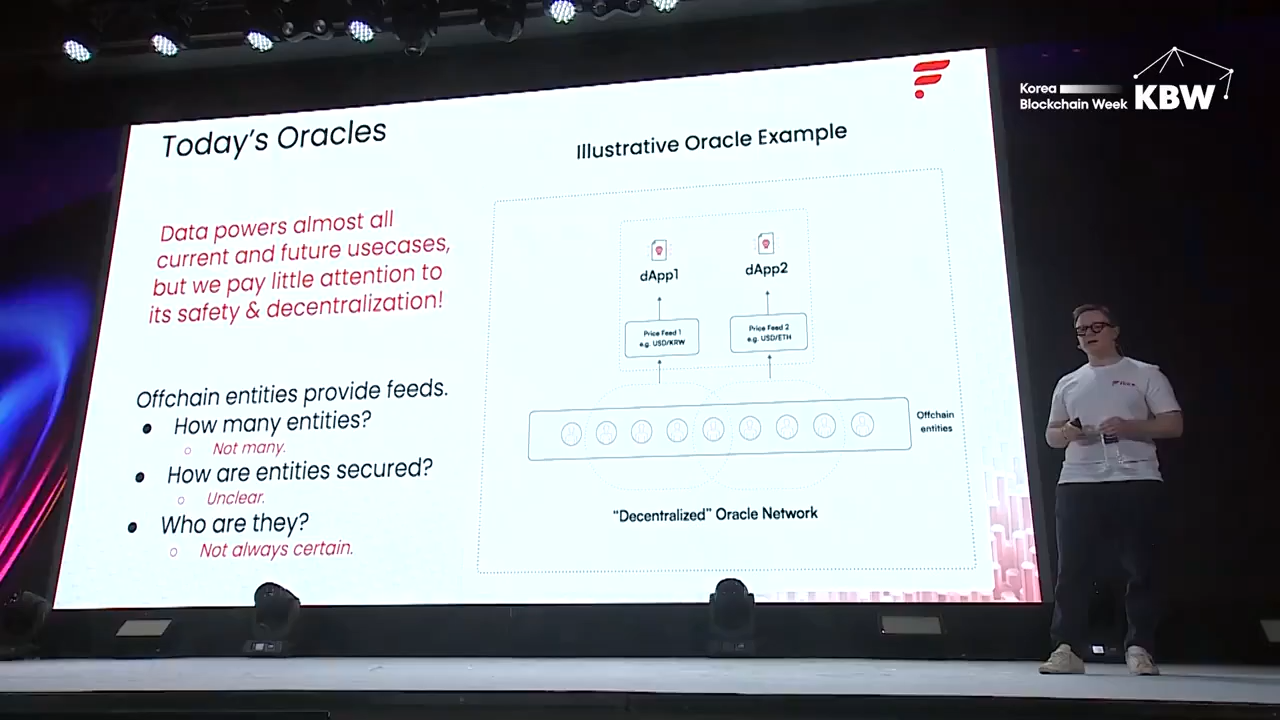 Korea
Blockchain Week KBW
Today's Oracles
Data powers almost all
current and future usecases,
but we pay little attention to
its safety & decentralization!
Offchain entities provide feeds.
How many entities?
Not many.
How are entities secured?
Unclear.
Who are they?
Not always certain.
Illustrative Oracle Example
dApp1
dApp2
Price Feed 1
e.g. USD/KRW
Price Feed 2
e.g. USD/ETH
Offchain
entities
"Decentralized" Oracle Network